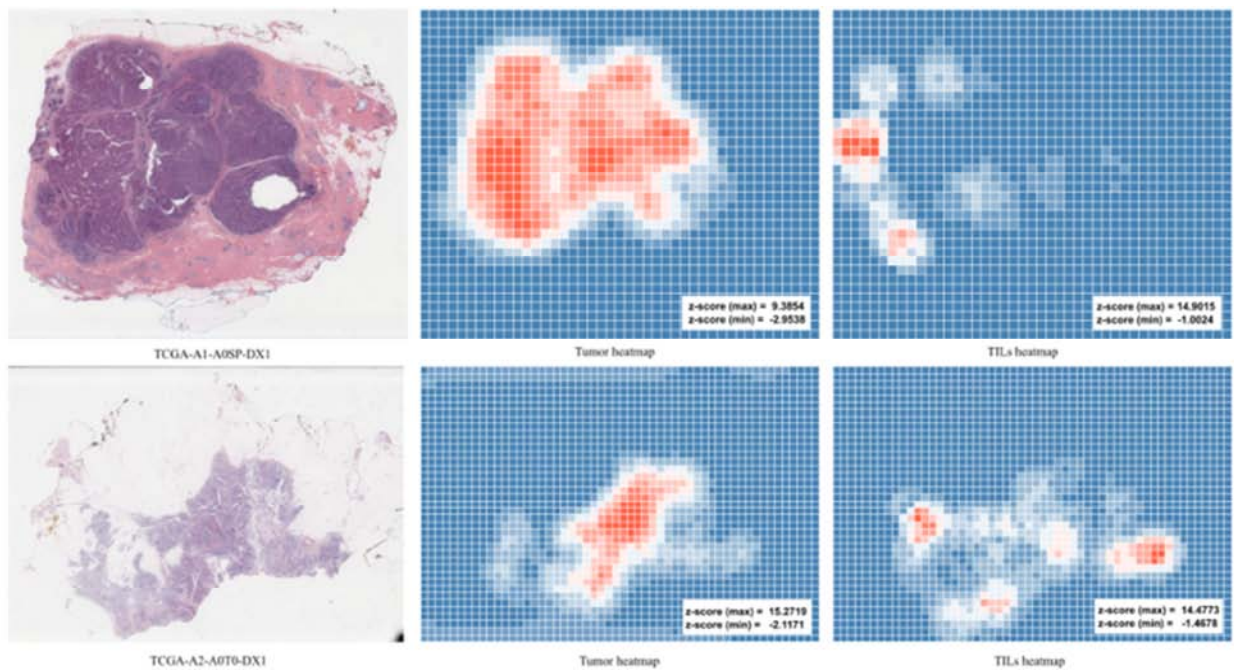 z-score (max) = 9.3854
z-score (min) = -2.9538
z-score (max) = 14.9015
z-score (min) = -1.0024
TCGA-A1-A0SP-DX1
Tumor heatmap
TILs heatmap
z-score (max) = 15.2719
z-score (min) = -2.1171
z-score (max) = 14.4773
z-score (min) = -1.4678
TCGA-A2-A0T0-DX1
Tumor heatmap
TILs heatmap